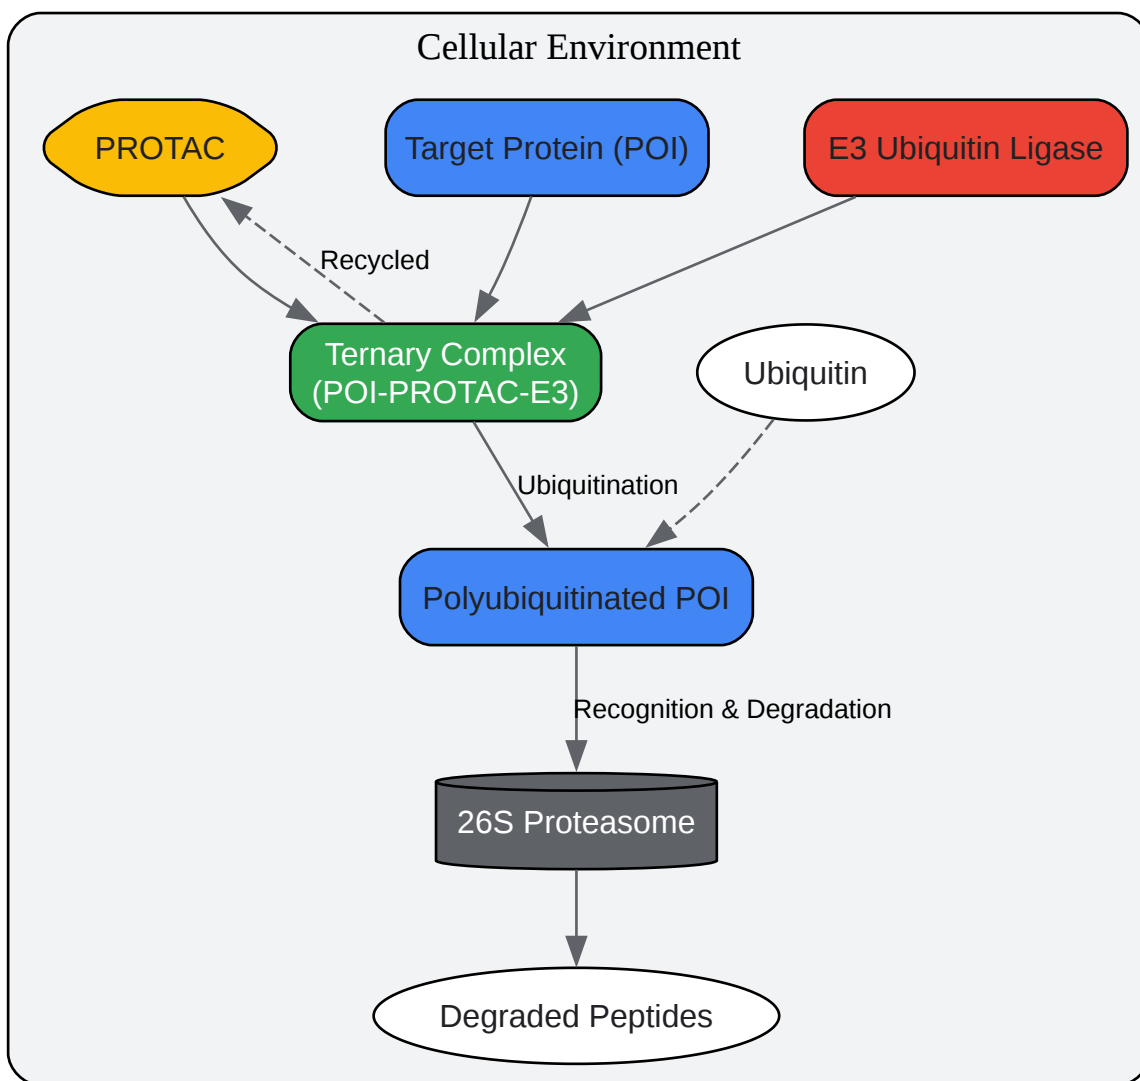 Cellular Environment
PROTAC
Target Protein (POI)
E3 Ubiquitin Ligase
Recycled
Ternary Complex
(POI-PROTAC-E3)
Ubiquitin
Ubiquitination
Polyubiquitinated POI
Recognition & Degradation
26S Proteasome
Degraded Peptides